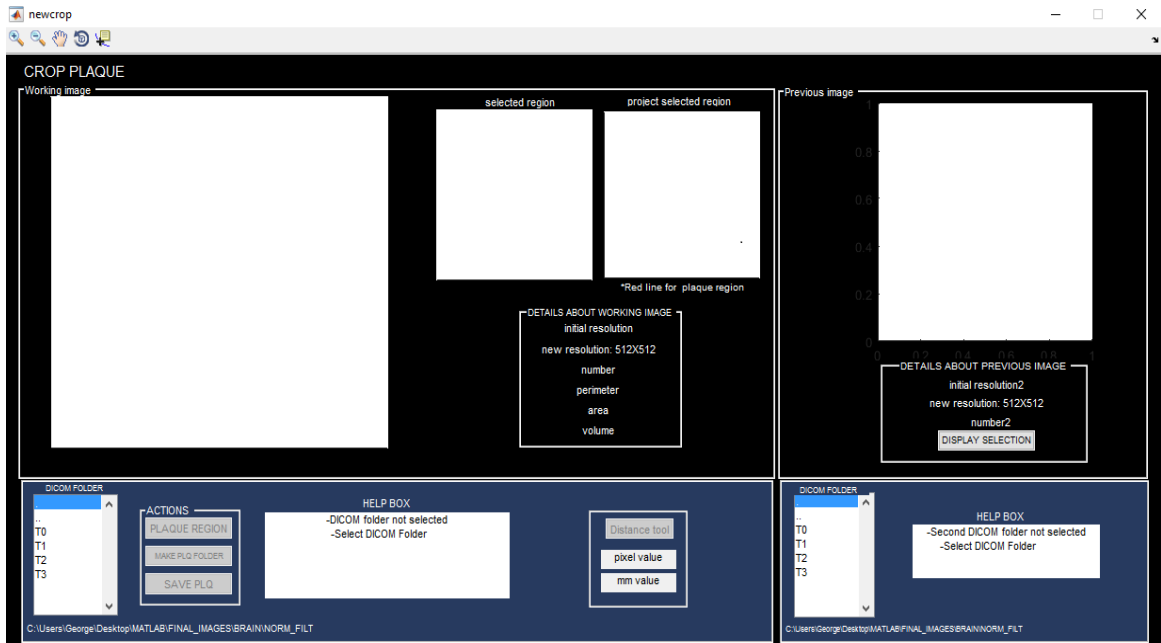 newcrop
CROP PLAQUE
Working image
selected region
project selected region
*Red line for plaque region
DETAILS ABOUT WORKING IMAGE
initial resolution
new resolution: 512X512
number
perimeter
area
volume
Previous image
1
0.8
0.6
0.4
0.2
0
0 0.2 0.4 0.6 0.8 1
DETAILS ABOUT PREVIOUS IMAGE
initial resolution2
new resolution: 512X512
number2
DISPLAY SELECTION
DICOM FOLDER
.
..
T0
T1
T2
T3
ACTIONS
PLAQUE REGION
MAKE PLQ FOLDER
SAVE PLQ
HELP BOX
-DICOM folder not selected
-Select DICOM Folder
Distance tool
pixel value
mm value
C:\Users\George\Desktop\MATLAB\FINAL_IMAGES\BRAIN\NORM_FILT
DICOM FOLDER
.
..
T0
T1
T2
T3
HELP BOX
-Second DICOM folder not selected
-Select DICOM Folder
C:\Users\George\Desktop\MATLAB\FINAL_IMAGES\BRAIN\NORM_FILT